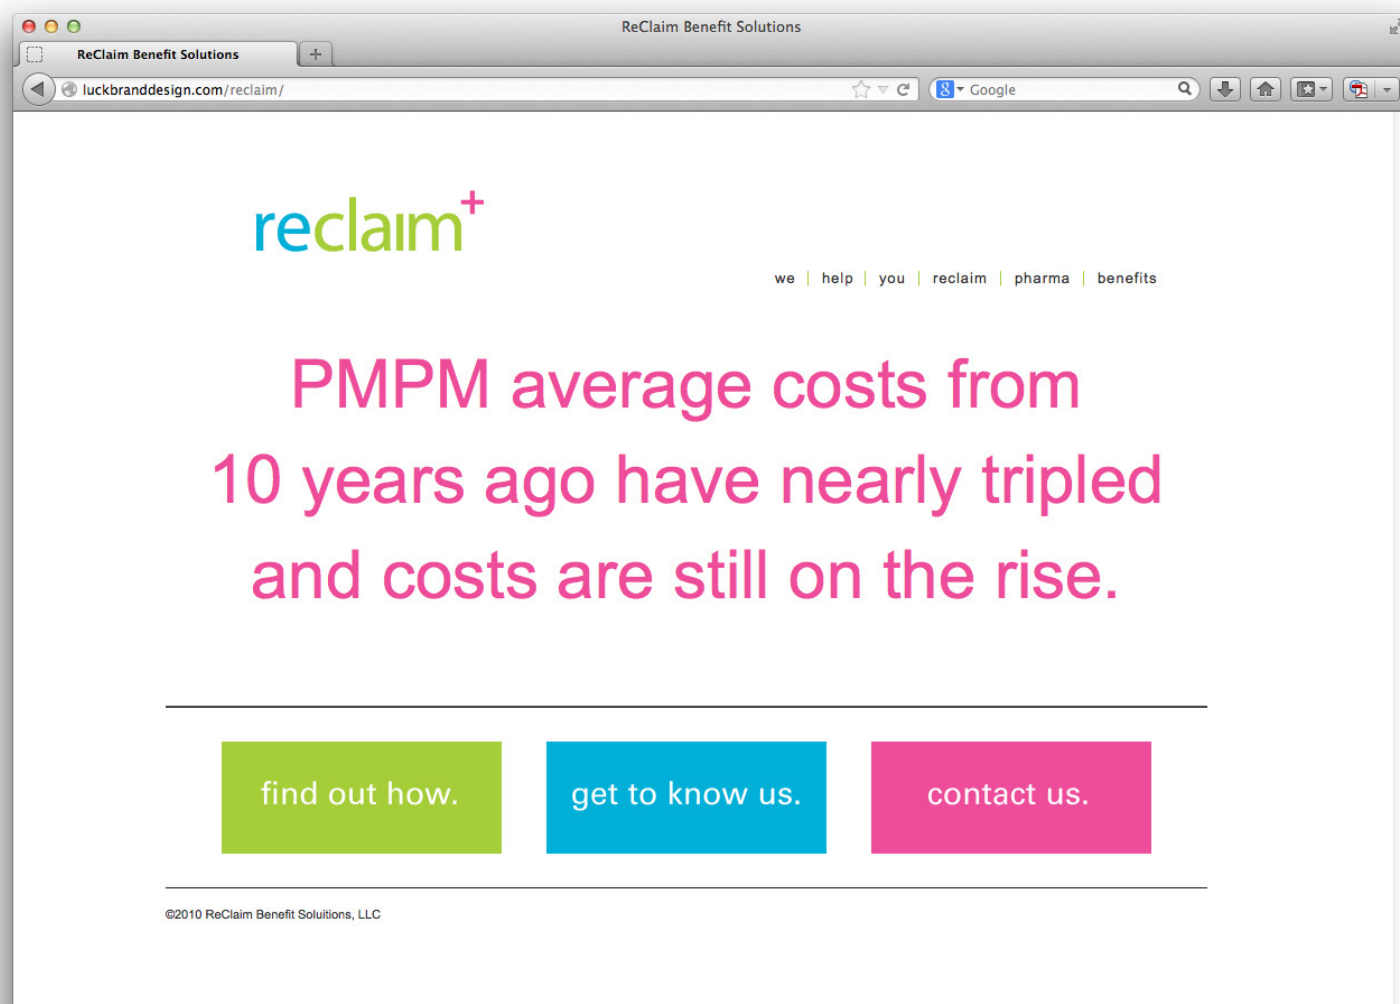 ReClaim Benefit Solutions
ReClaim Benefit Solutions
luckbranddesign.com/reclaim/
Google
reclaim+
we | help | you | reclaim | pharma | benefits
PMPM average costs from
10 years ago have nearly tripled
and costs are still on the rise.
find out how. get to know us. contact us.
©2010 ReClaim Benefit Soluitions, LLC